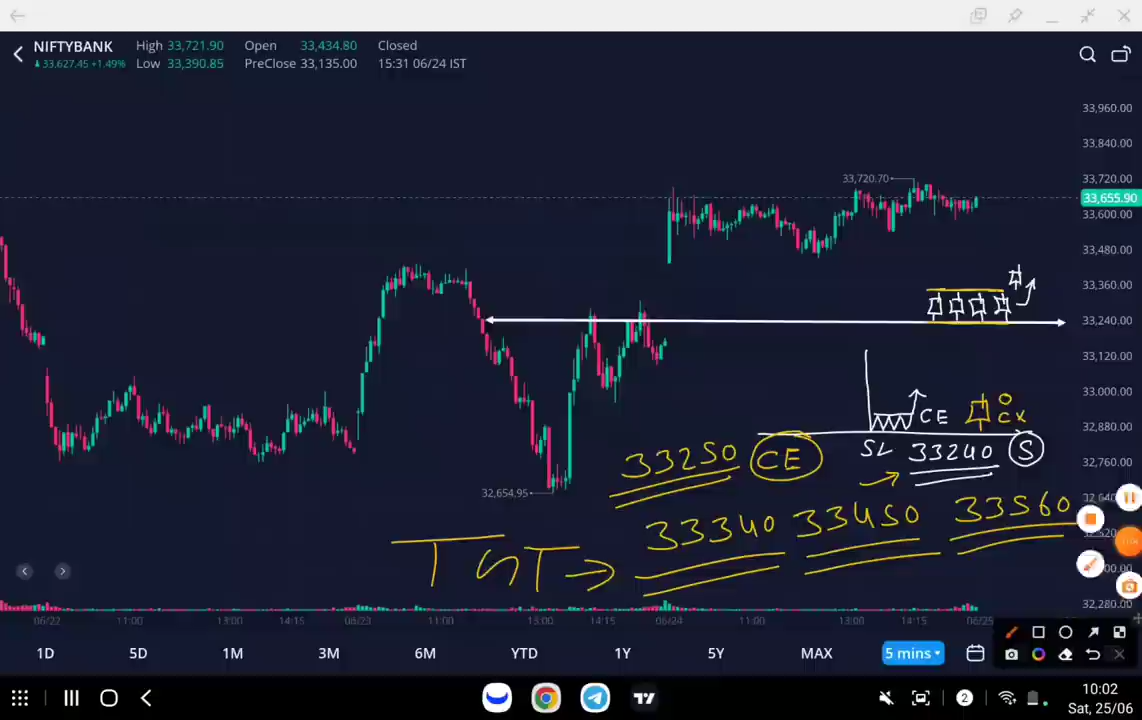 NIFTYBANK High 33,721.90 Open 33,434.80 Closed
33,627.45 +1.49% Low 33,390.85 PreClose 33,135.00 15:31 06/24 IST
33,960.00
33,840.00
33,720.70 33,720.00
33,655.90
33,600.00
33,480.00
33,360.00
33,240.00
33,120.00
33,000.00
CE CX
32,880.00
SL 33240 S
33250 CE
32,760.00
32,654.95
32,640
33340 33450 33560
TGT
32,280.00
06/22 11:00 13:00 14:15 06/23 11:00 13:00 14:15 06/24 11:00 13:00 14:15 06/25
1D 5D 1M 3M 6M YTD 1Y 5Y MAX 5 mins
2 10:02
Sat, 25/06